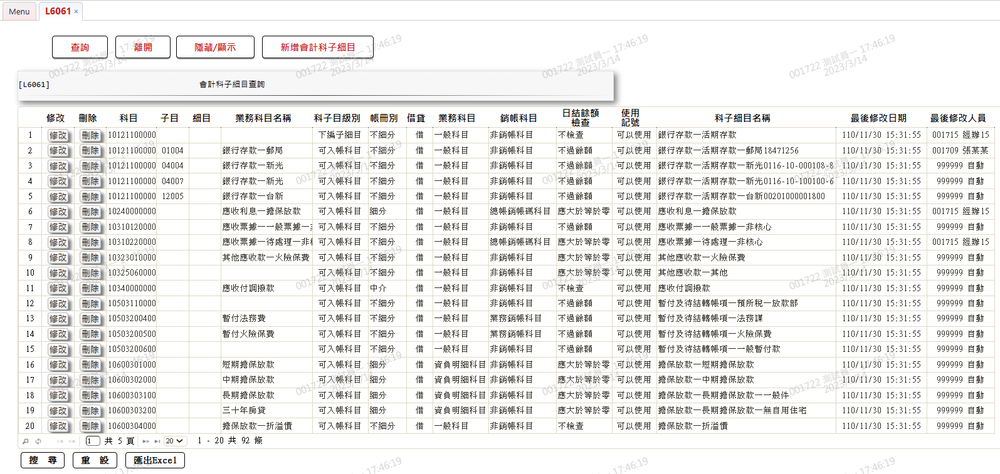 Menu L6061 ×
查詢 離開 隱藏/顯示 新增會計科子細目
[L6061] 會計科子細目查詢
修改 刪除 科目 子目 細目 業務科目名稱 科子目級別 帳冊別 借貸 業務科目 銷帳科目 日結餘額檢查 使用記號 科子細目名稱 最後修改日期 最後修改人員
1 修改 刪除 10121100000 下編子細目 不細分 借 一般科目 非銷帳科目 不檢查 可以使用 銀行存款－活期存款 110/11/30 15:31:55 001715 經辦15
2 修改 刪除 10121100000 01004 銀行存款－郵局 可入帳科目 不細分 借 一般科目 非銷帳科目 不過餘額 可以使用 銀行存款－活期存款－郵局18471256 110/11/30 15:31:55 001709 張某某
3 修改 刪除 10121100000 04004 銀行存款－新光 可入帳科目 不細分 借 一般科目 非銷帳科目 不過餘額 可以使用 銀行存款－活期存款－新光0116-10-000108-8 110/11/30 15:31:55 999999 自動
4 修改 刪除 10121100000 04007 銀行存款－新光 可入帳科目 不細分 借 一般科目 非銷帳科目 不過餘額 可以使用 銀行存款－活期存款－新光0116-10-100100-6 110/11/30 15:31:55 999999 自動
5 修改 刪除 10121100000 12005 銀行存款－台新 可入帳科目 不細分 借 一般科目 非銷帳科目 不過餘額 可以使用 銀行存款－活期存款－台新00201000001800 110/11/30 15:31:55 999999 自動
6 修改 刪除 10240000000 應收利息－擔保放款 可入帳科目 細分 借 一般科目 總帳銷帳碼科目 應大於等於零 可以使用 應收利息－擔保放款 110/11/30 15:31:55 001715 經辦15
7 修改 刪除 10310120000 應收票據－一般票據－ 可入帳科目 不細分 借 一般科目 非銷帳科目 不過餘額 可以使用 應收票據－一般票據－非核心 110/11/30 15:31:55 999999 自動
8 修改 刪除 10310220000 應收票據－待處理－非 可入帳科目 不細分 借 一般科目 總帳銷帳碼科目 應大於等於零 可以使用 應收票據－待處理－非核心 110/11/30 15:31:55 001715 經辦15
9 修改 刪除 10323010000 其他應收款－火險保費 可入帳科目 不細分 借 一般科目 非銷帳科目 應大於等於零 可以使用 其他應收款－火險保費 110/11/30 15:31:55 999999 自動
10 修改 刪除 10325060000 可入帳科目 不細分 借 一般科目 非銷帳科目 應大於等於零 可以使用 其他應收款－其他 110/11/30 15:31:55 999999 自動
11 修改 刪除 10340000000 應收付調撥款 可入帳科目 中介 借 一般科目 非銷帳科目 不檢查 可以使用 應收付調撥款 110/11/30 15:31:55 999999 自動
12 修改 刪除 10503110000 可入帳科目 不細分 借 一般科目 非銷帳科目 不過餘額 可以使用 暫付及待結轉帳項－預所稅－放款部 110/11/30 15:31:55 999999 自動
13 修改 刪除 10503200400 暫付法務費 可入帳科目 不細分 借 一般科目 業務銷帳科目 不過餘額 可以使用 暫付及待結轉帳項－法務課 110/11/30 15:31:55 999999 自動
14 修改 刪除 10503200500 暫付火險保費 可入帳科目 不細分 借 一般科目 業務銷帳科目 不過餘額 可以使用 暫付及待結轉帳項－火險保費 110/11/30 15:31:55 999999 自動
15 修改 刪除 10503200600 可入帳科目 不細分 借 一般科目 非銷帳科目 不過餘額 可以使用 暫付及待結轉帳項－一般暫付款 110/11/30 15:31:55 999999 自動
16 修改 刪除 10600301000 短期擔保放款 可入帳科目 細分 借 資負明細科目 非銷帳科目 應大於等於零 可以使用 擔保放款－短期擔保放款 110/11/30 15:31:55 999999 自動
17 修改 刪除 10600302000 中期擔保放款 可入帳科目 細分 借 資負明細科目 非銷帳科目 應大於等於零 可以使用 擔保放款－中期擔保放款 110/11/30 15:31:55 999999 自動
18 修改 刪除 10600303100 長期擔保放款 可入帳科目 細分 借 資負明細科目 非銷帳科目 應大於等於零 可以使用 擔保放款－長期擔保放款－一般件 110/11/30 15:31:55 999999 自動
19 修改 刪除 10600303200 三十年房貸 可入帳科目 細分 借 資負明細科目 非銷帳科目 應大於等於零 可以使用 擔保放款－長期擔保放款－無自用住宅 110/11/30 15:31:55 999999 自動
20 修改 刪除 10600304000 擔保放款－折溢價 可入帳科目 不細分 借 一般科目 非銷帳科目 不檢查 可以使用 擔保放款－折溢價 110/11/30 15:31:55 999999 自動
1 共 5 頁 20 1 - 20 共 92 條
搜 尋 重 設 匯出Excel
001722 測試員一 17:46:19
2023/3/14